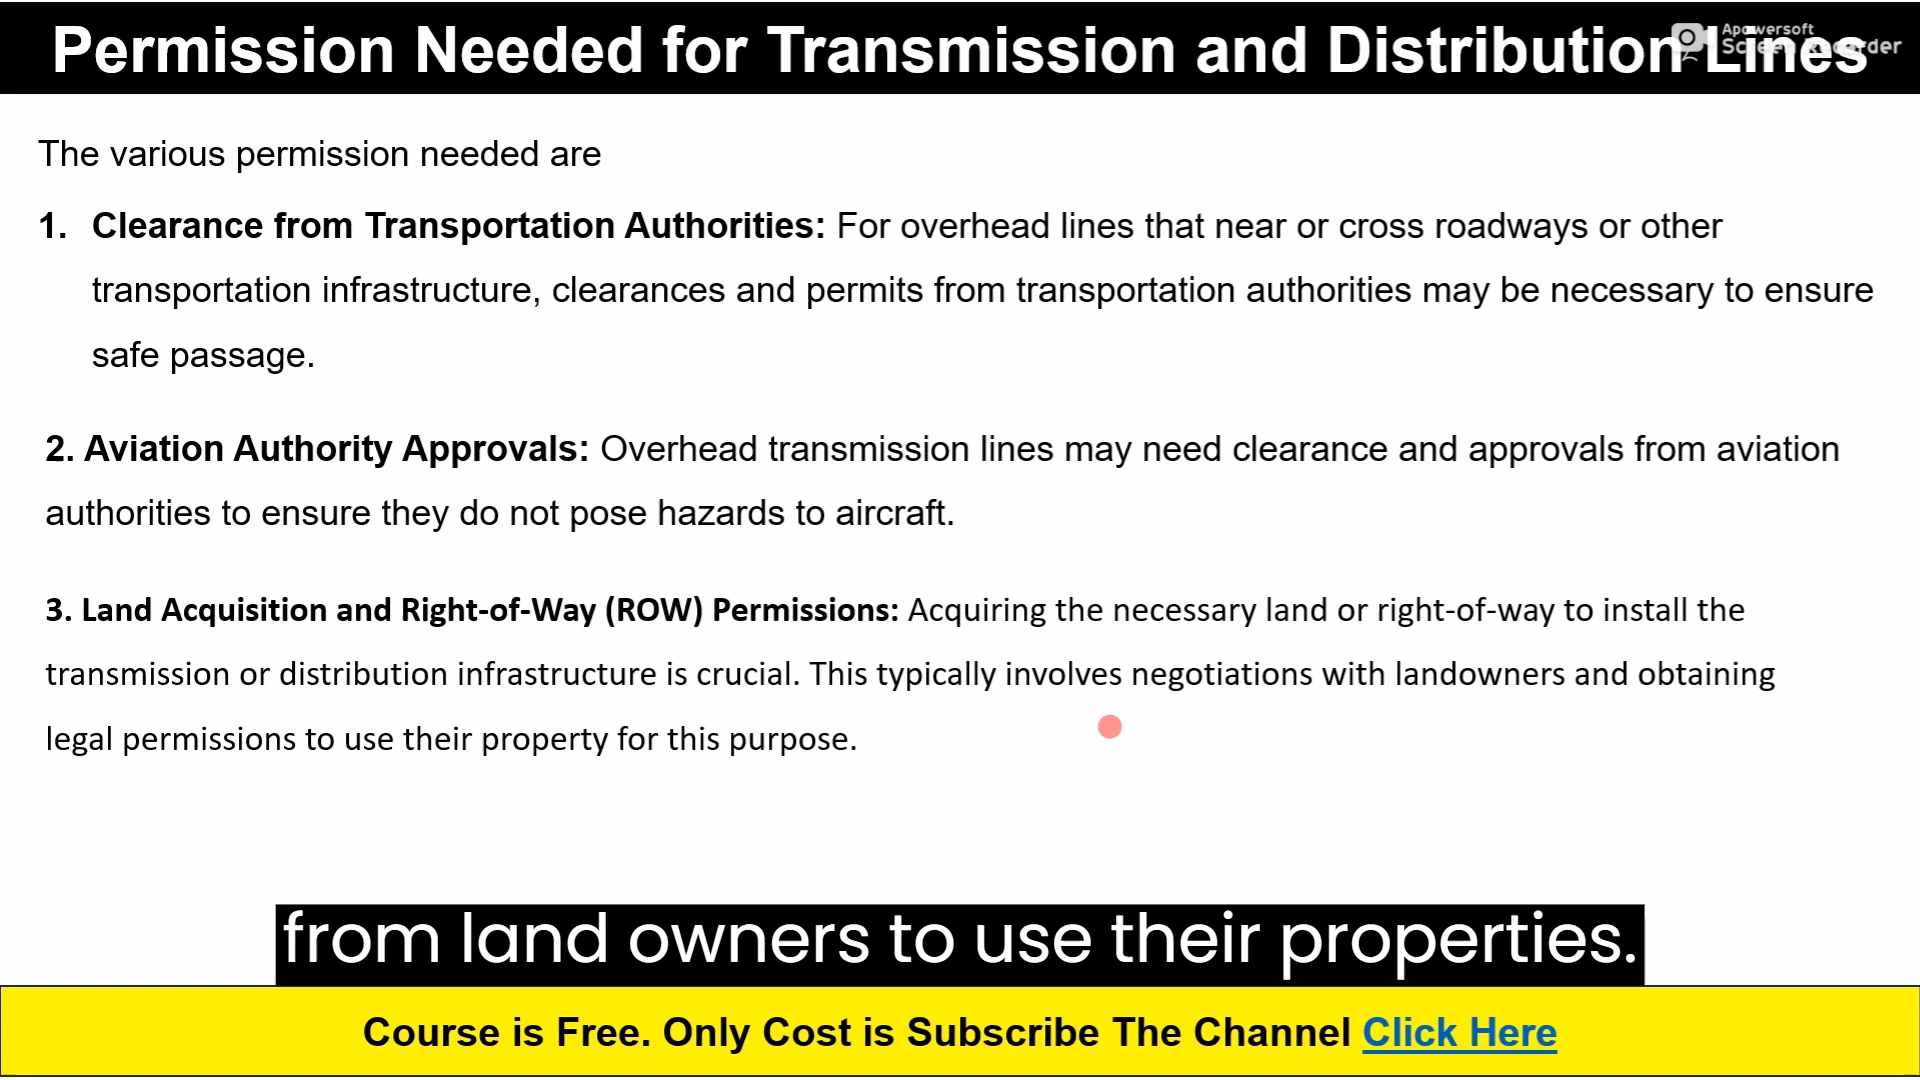 Permission Needed for Transmission and Distribution Lines
Apowersoft
Screen Recorder
The various permission needed are
1. Clearance from Transportation Authorities: For overhead lines that near or cross roadways or other
transportation infrastructure, clearances and permits from transportation authorities may be necessary to ensure
safe passage.
2. Aviation Authority Approvals: Overhead transmission lines may need clearance and approvals from aviation
authorities to ensure they do not pose hazards to aircraft.
3. Land Acquisition and Right-of-Way (ROW) Permissions: Acquiring the necessary land or right-of-way to install the
transmission or distribution infrastructure is crucial. This typically involves negotiations with landowners and obtaining
legal permissions to use their property for this purpose.
from land owners to use their properties.
Course is Free. Only Cost is Subscribe The Channel Click Here